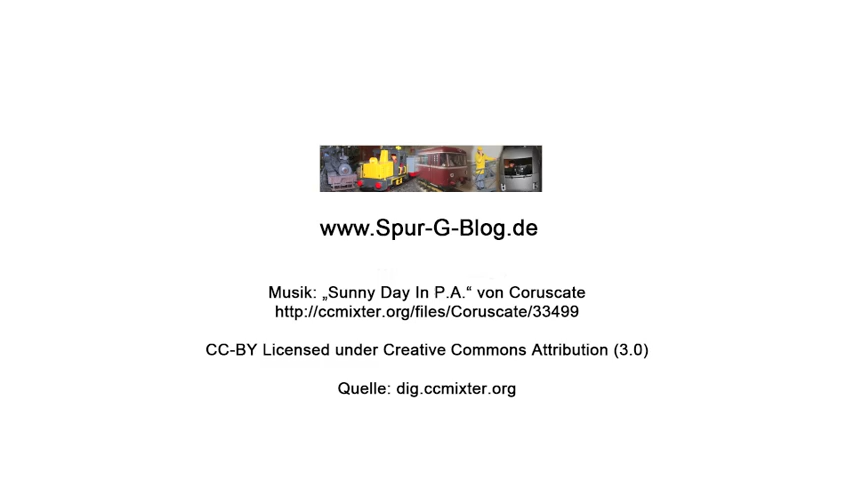 www.Spur-G-Blog.de
Musik: „Sunny Day In P.A.“ von Coruscate
http://ccmixter.org/files/Coruscate/33499
CC-BY Licensed under Creative Commons Attribution (3.0)
Quelle: dig.ccmixter.org